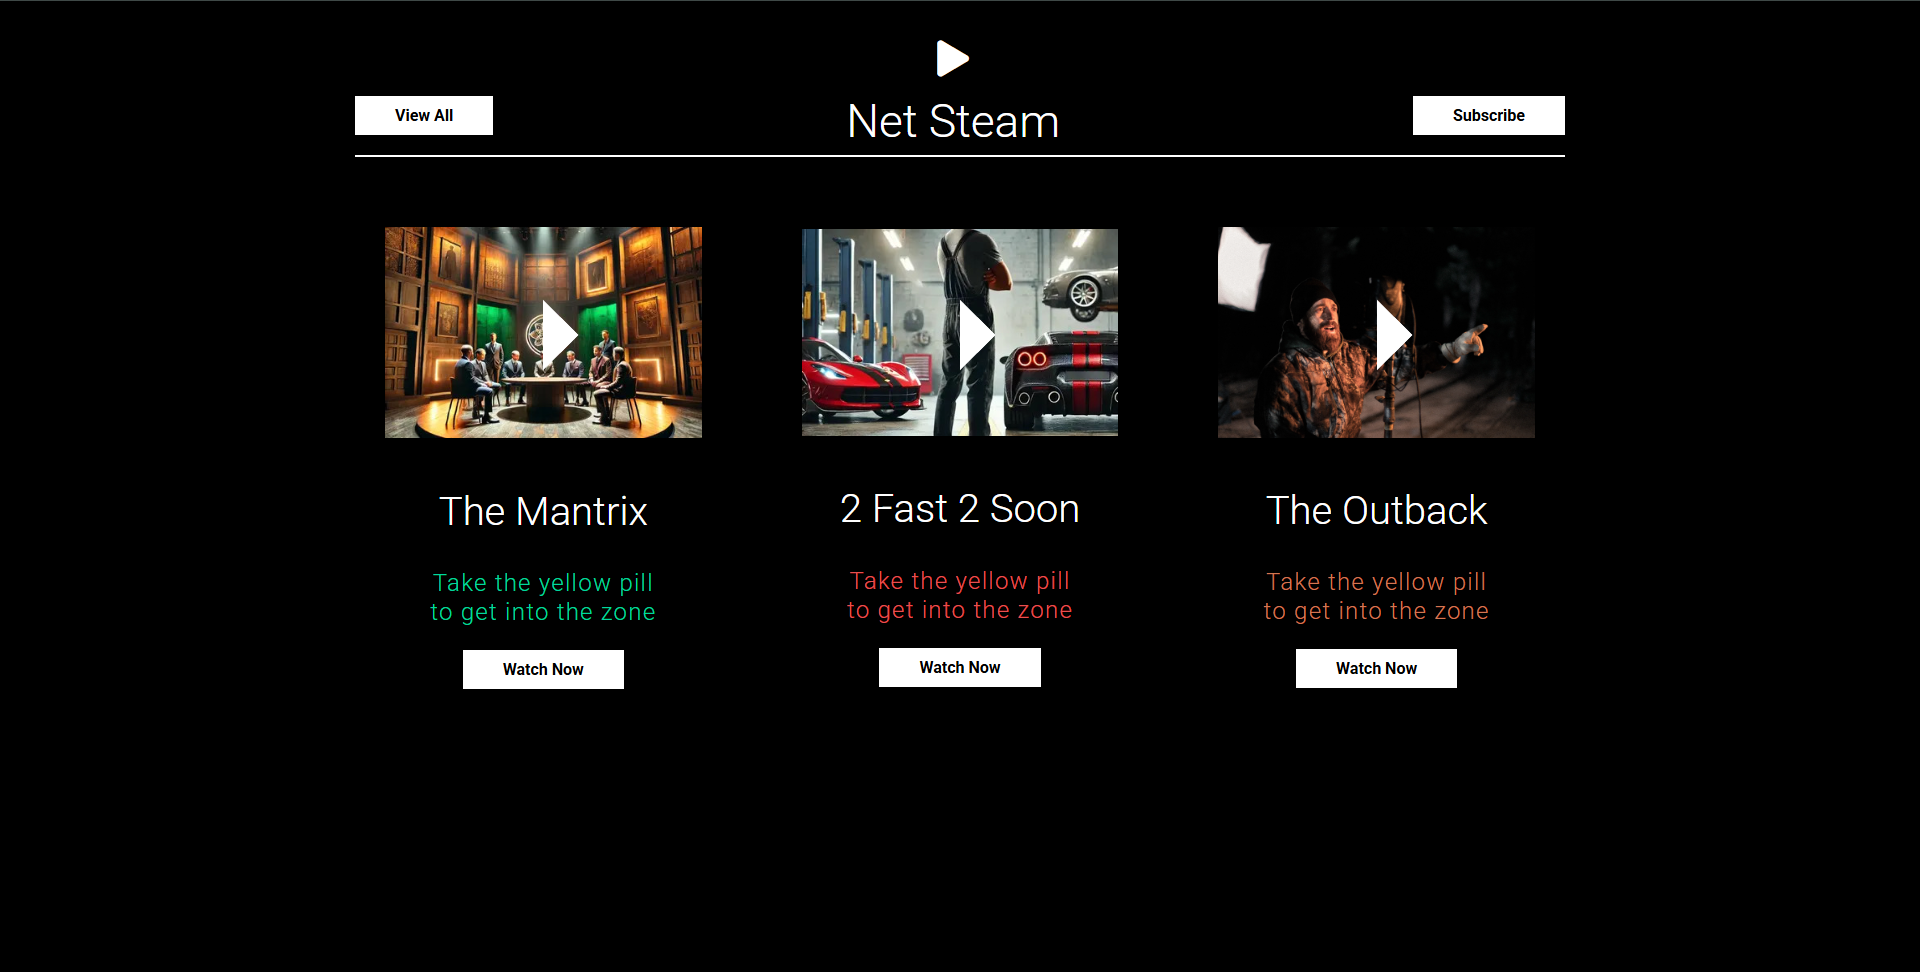 View All
Net Steam
Subscribe
The Mantrix
Take the yellow pill
to get into the zone
Watch Now
2 Fast 2 Soon
Take the yellow pill
to get into the zone
Watch Now
The Outback
Take the yellow pill
to get into the zone
Watch Now